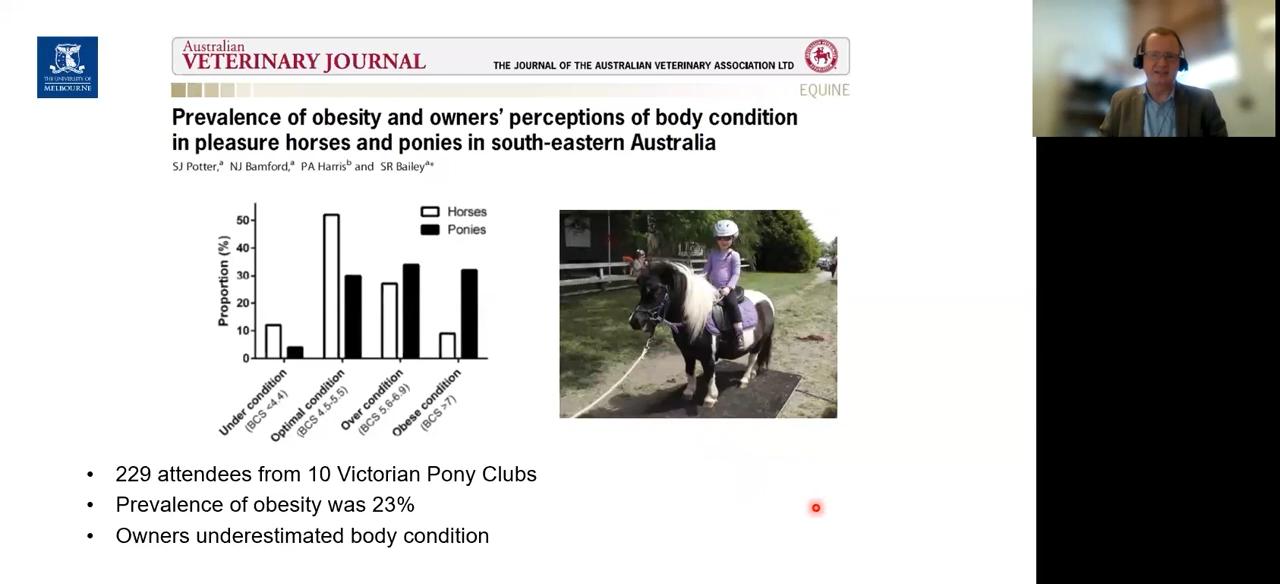 THE UNIVERSITY OF
MELBOURNE
Australian
VETERINARY JOURNAL
THE JOURNAL OF THE AUSTRALIAN VETERINARY ASSOCIATION LTD
EQUINE
Prevalence of obesity and owners’ perceptions of body condition
in pleasure horses and ponies in south-eastern Australia
SJ Potter,a NJ Bamford,a PA Harrisb and SR Baileya*
Horses
Ponies
Proportion (%)
50
40
30
20
10
0
Under condition
(BCS <4.4)
Optimal condition
(BCS 4.5-5.5)
Over condition
(BCS 5.6-6.9)
Obese condition
(BCS >7)
• 229 attendees from 10 Victorian Pony Clubs
• Prevalence of obesity was 23%
• Owners underestimated body condition